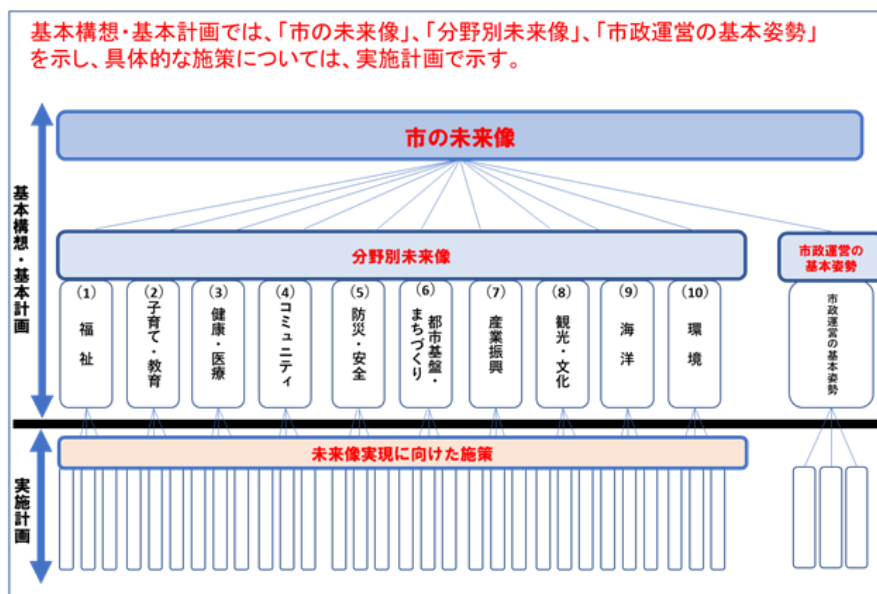 基本構想・基本計画では、「市の未来像」、「分野別未来像」、「市政運営の基本姿勢」
を示し、具体的な施策については、実施計画で示す。
基本構想・基本計画
市の未来像
分野別未来像
市政運営の
基本姿勢
(1)
福祉
(2)
子育て・教育
(3)
健康・医療
(4)
コミュニティ
(5)
防災・安全
(6)
都市基盤・
まちづくり
(7)
産業振興
(8)
観光・文化
(9)
海洋
(10)
環境
市政運営の基本姿勢
実施計画
未来像実現に向けた施策